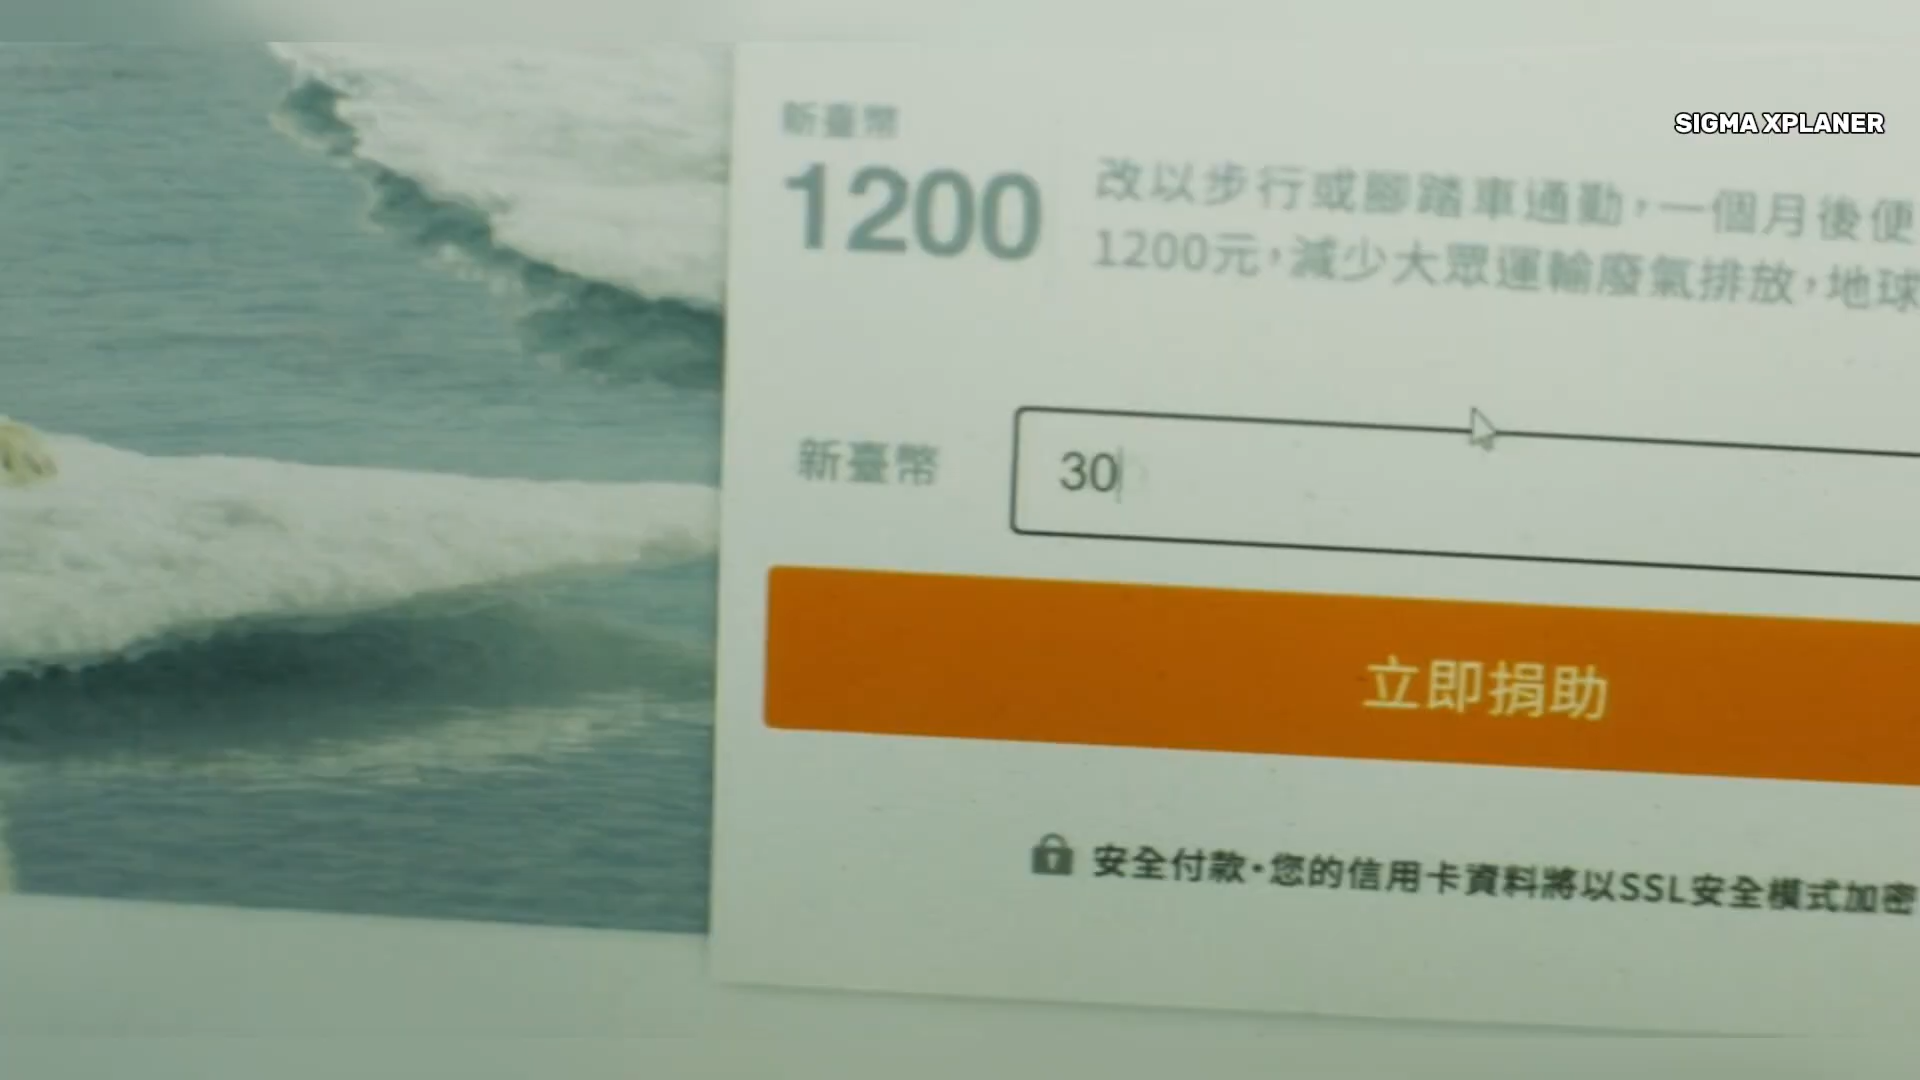 SIGMA XPLANER
新臺幣
1200
改以步行或腳踏車通勤，一個月後便
1200元，減少大眾運輸廢氣排放，地球
新臺幣
30
立即捐助
安全付款・您的信用卡資料將以SSL安全模式加密